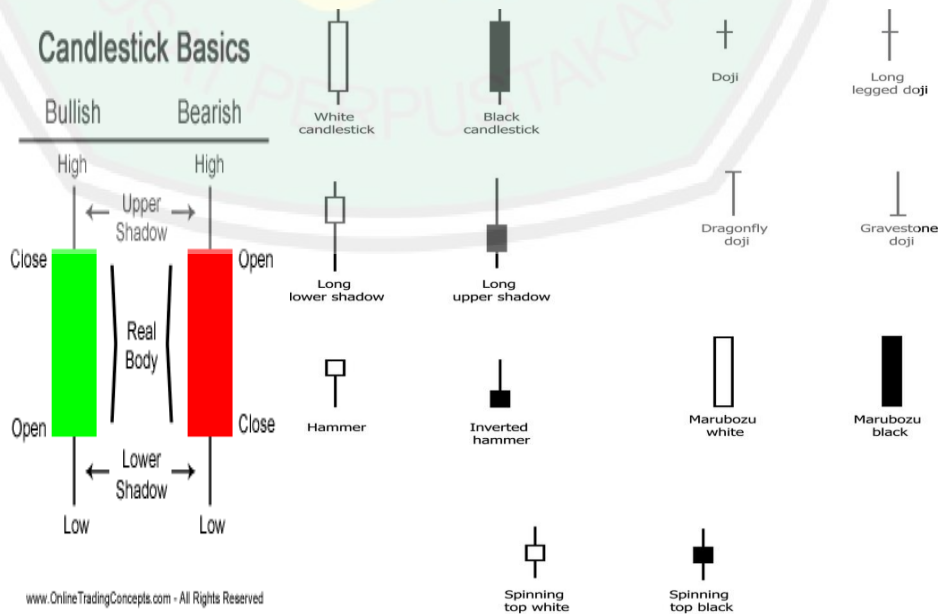 Candlestick Basics
Bullish Bearish
High High
Upper
Shadow
Close Open
Real
Body
Open Close
Lower
Shadow
Low Low
www.OnlineTradingConcepts.com - All Rights Reserved
White
candlestick
Black
candlestick
Doji
Long
legged doji
Long
lower shadow
Long
upper shadow
Dragonfly
doji
Gravestone
doji
Hammer
Inverted
hammer
Marubozu
white
Marubozu
black
Spinning
top white
Spinning
top black
PERPUSTAKA